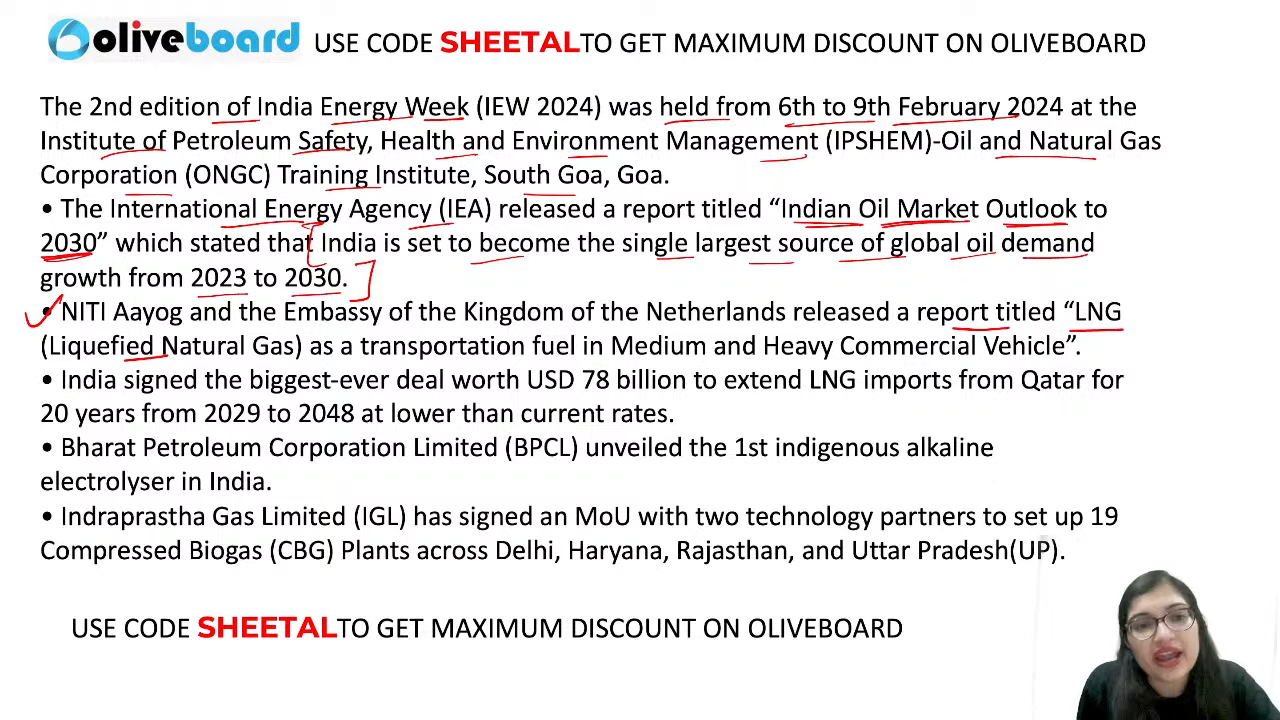 oliveboard USE CODE SHEETAL TO GET MAXIMUM DISCOUNT ON OLIVEBOARD
The 2nd edition of India Energy Week (IEW 2024) was held from 6th to 9th February 2024 at the
Institute of Petroleum Safety, Health and Environment Management (IPSHEM)-Oil and Natural Gas
Corporation (ONGC) Training Institute, South Goa, Goa.
• The International Energy Agency (IEA) released a report titled “Indian Oil Market Outlook to
2030” which stated that India is set to become the single largest source of global oil demand
growth from 2023 to 2030.
• NITI Aayog and the Embassy of the Kingdom of the Netherlands released a report titled “LNG
(Liquefied Natural Gas) as a transportation fuel in Medium and Heavy Commercial Vehicle”.
• India signed the biggest-ever deal worth USD 78 billion to extend LNG imports from Qatar for
20 years from 2029 to 2048 at lower than current rates.
• Bharat Petroleum Corporation Limited (BPCL) unveiled the 1st indigenous alkaline
electrolyser in India.
• Indraprastha Gas Limited (IGL) has signed an MoU with two technology partners to set up 19
Compressed Biogas (CBG) Plants across Delhi, Haryana, Rajasthan, and Uttar Pradesh(UP).
USE CODE SHEETAL TO GET MAXIMUM DISCOUNT ON OLIVEBOARD